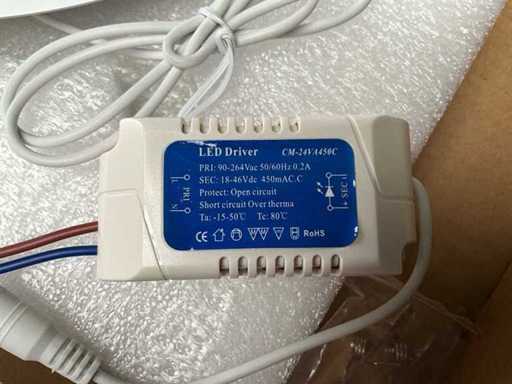 LED Driver CM-24VA450C
PRI: 90-264Vac 50/60Hz 0.2A
SEC: 18-46Vdc 450mAC.C
Protect: Open circuit
Short circuit Over therma
Ta: -15-50℃ Tc: 80℃
CE RoHS
PRI
N
+ SEC -